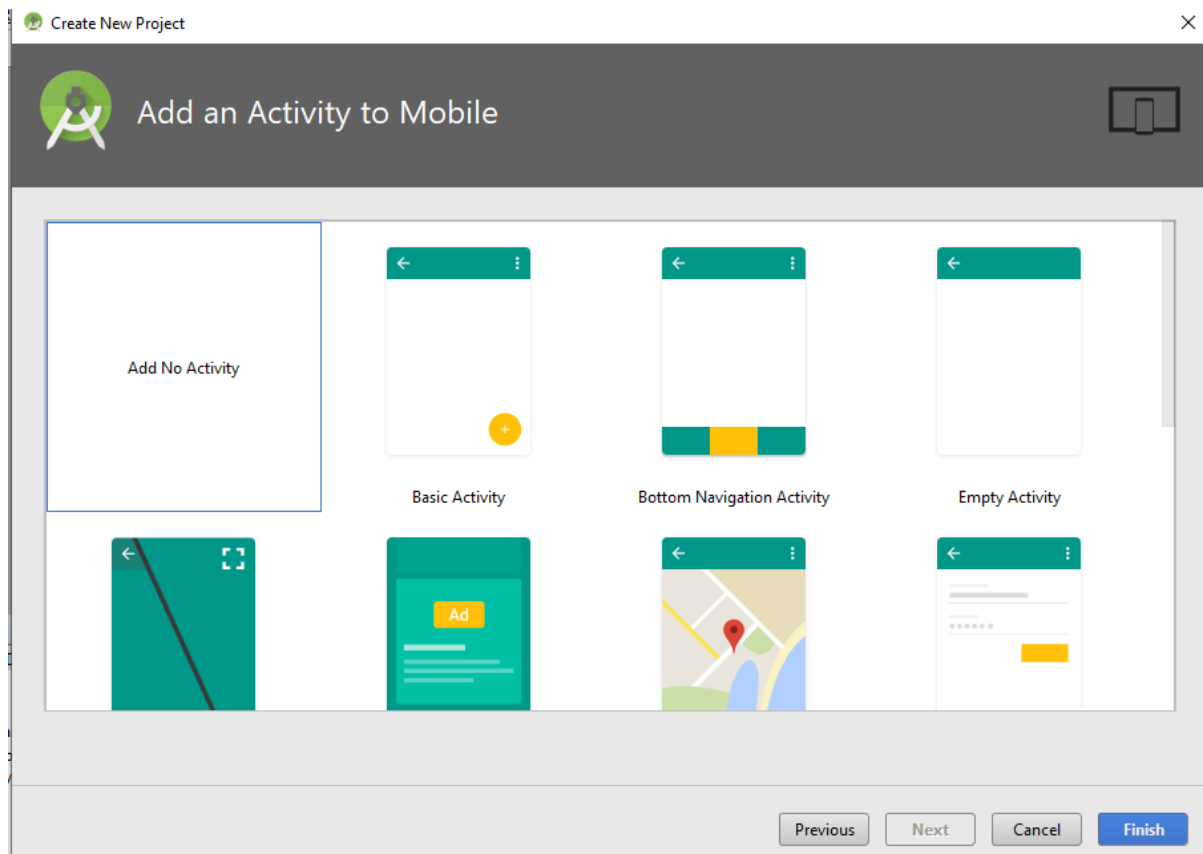 Create New Project
Add an Activity to Mobile
Add No Activity
Basic Activity
Bottom Navigation Activity
Empty Activity
Ad
Previous
Next
Cancel
Finish